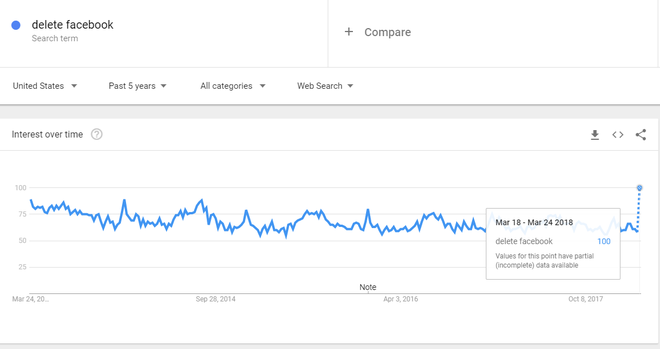 delete facebook
Search term
+ Compare
United States
Past 5 years
All categories
Web Search
Interest over time ?
100
75
50
25
Mar 18 - Mar 24 2018
delete facebook 100
Values for this point have partial
(incomplete) data available
Note
Mar 24, 20...
Sep 28, 2014
Apr 3, 2016
Oct 8, 2017